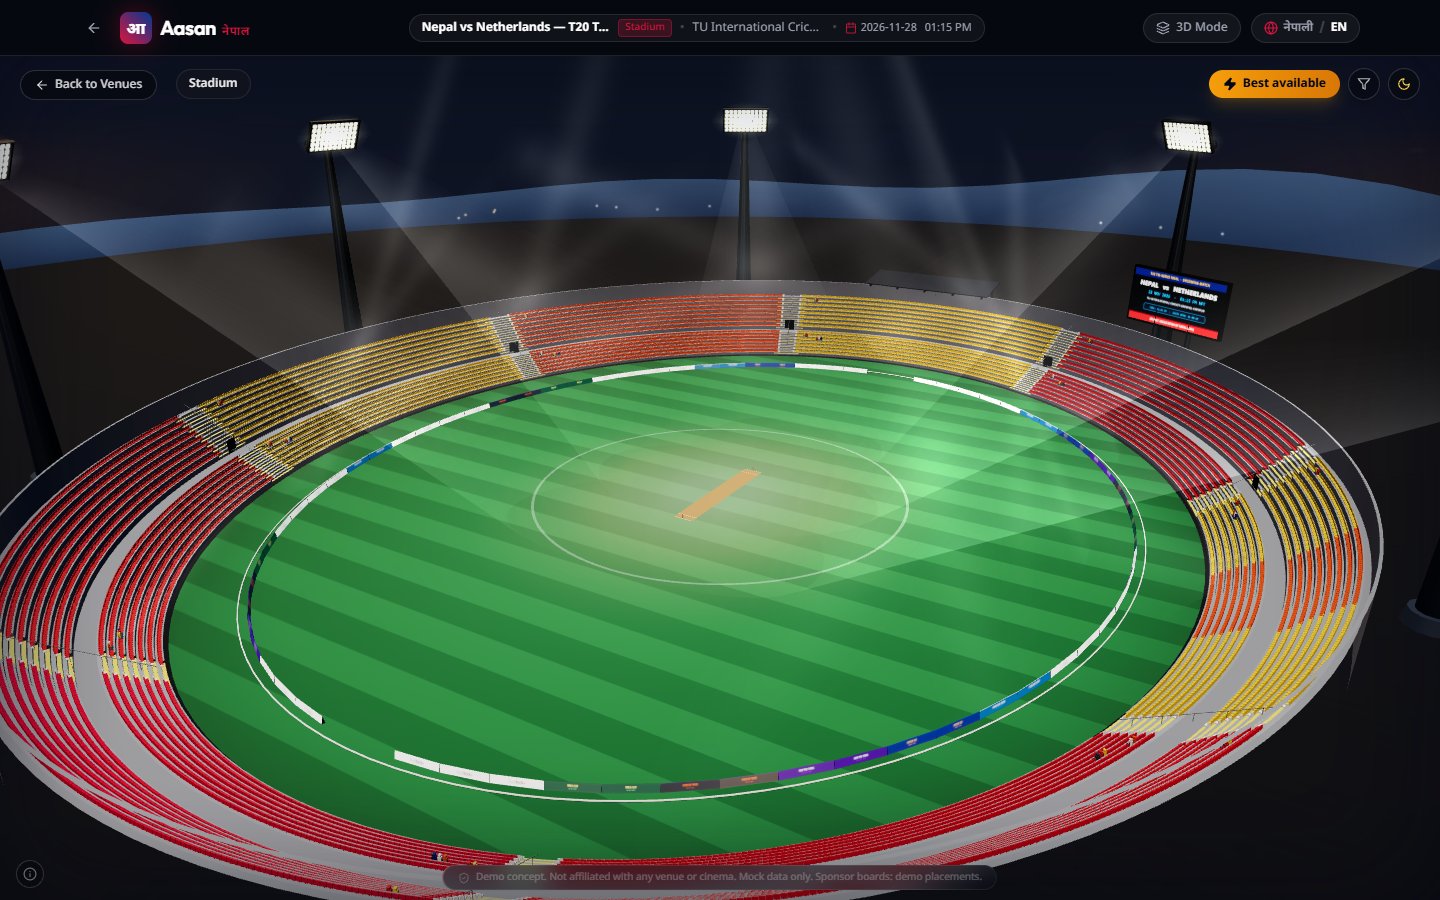 आ Aasan नेपाल
Nepal vs Netherlands — T20 T... Stadium • TU International Cric... • 2026-11-28 01:15 PM
3D Mode
नेपाली / EN
Back to Venues
Stadium
Best available
NEPAL vs NETHERLANDS
Demo concept. Not affiliated with any venue or cinema. Mock data only. Sponsor boards: demo placements.